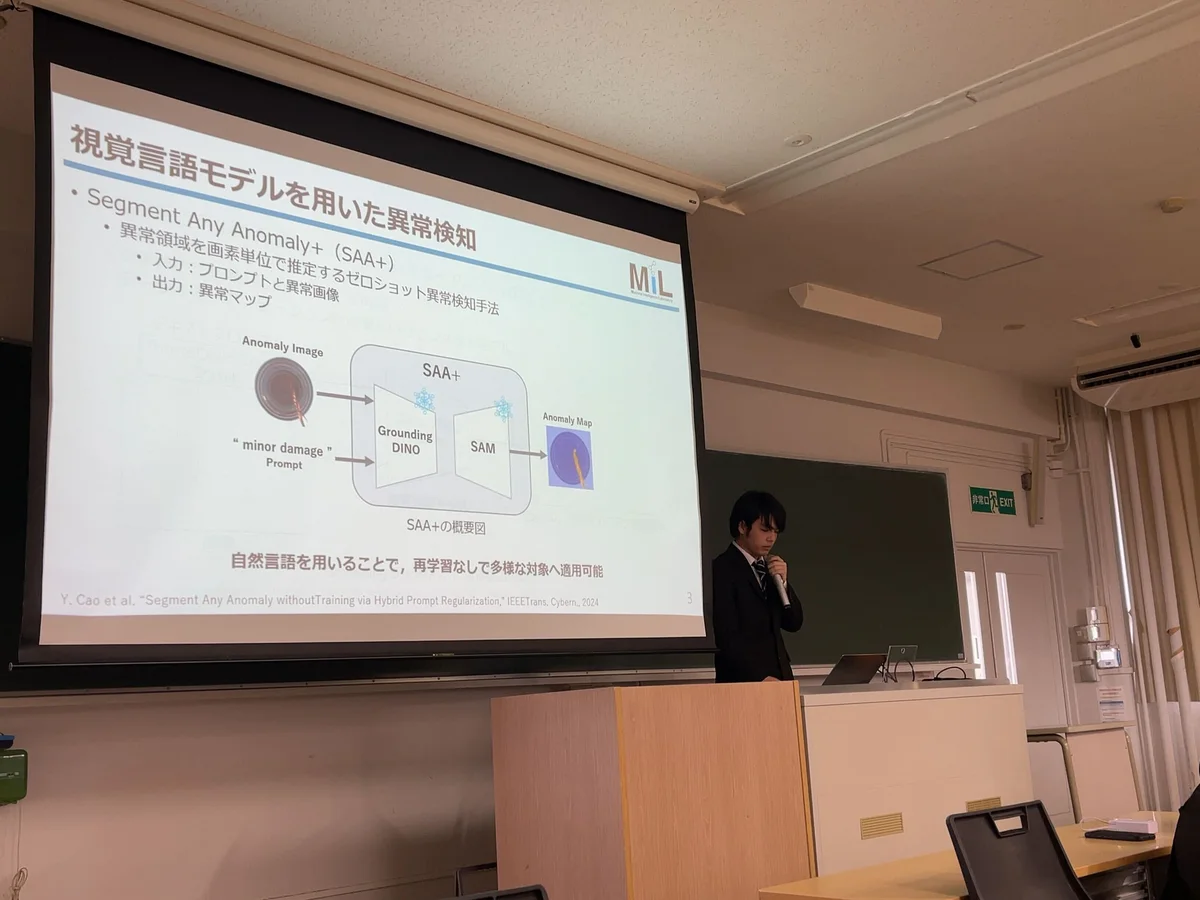 視覚言語モデルを用いた異常検知
MiL
• Segment Any Anomaly+（SAA+）
• 異常領域を画素単位で推定するゼロショット異常検知手法
• 入力：プロンプトと異常画像
• 出力：異常マップ
Anomaly Image
SAA+
Grounding
DINO
SAM
Anomaly Map
“ minor damage ”
Prompt
SAA+の概要図
自然言語を用いることで，再学習なしで多様な対象へ適用可能
Y. Cao et al. “Segment Any Anomaly withoutTraining via Hybrid Prompt Regularization,” IEEETrans, Cybern., 2024
3
非常口 EXIT